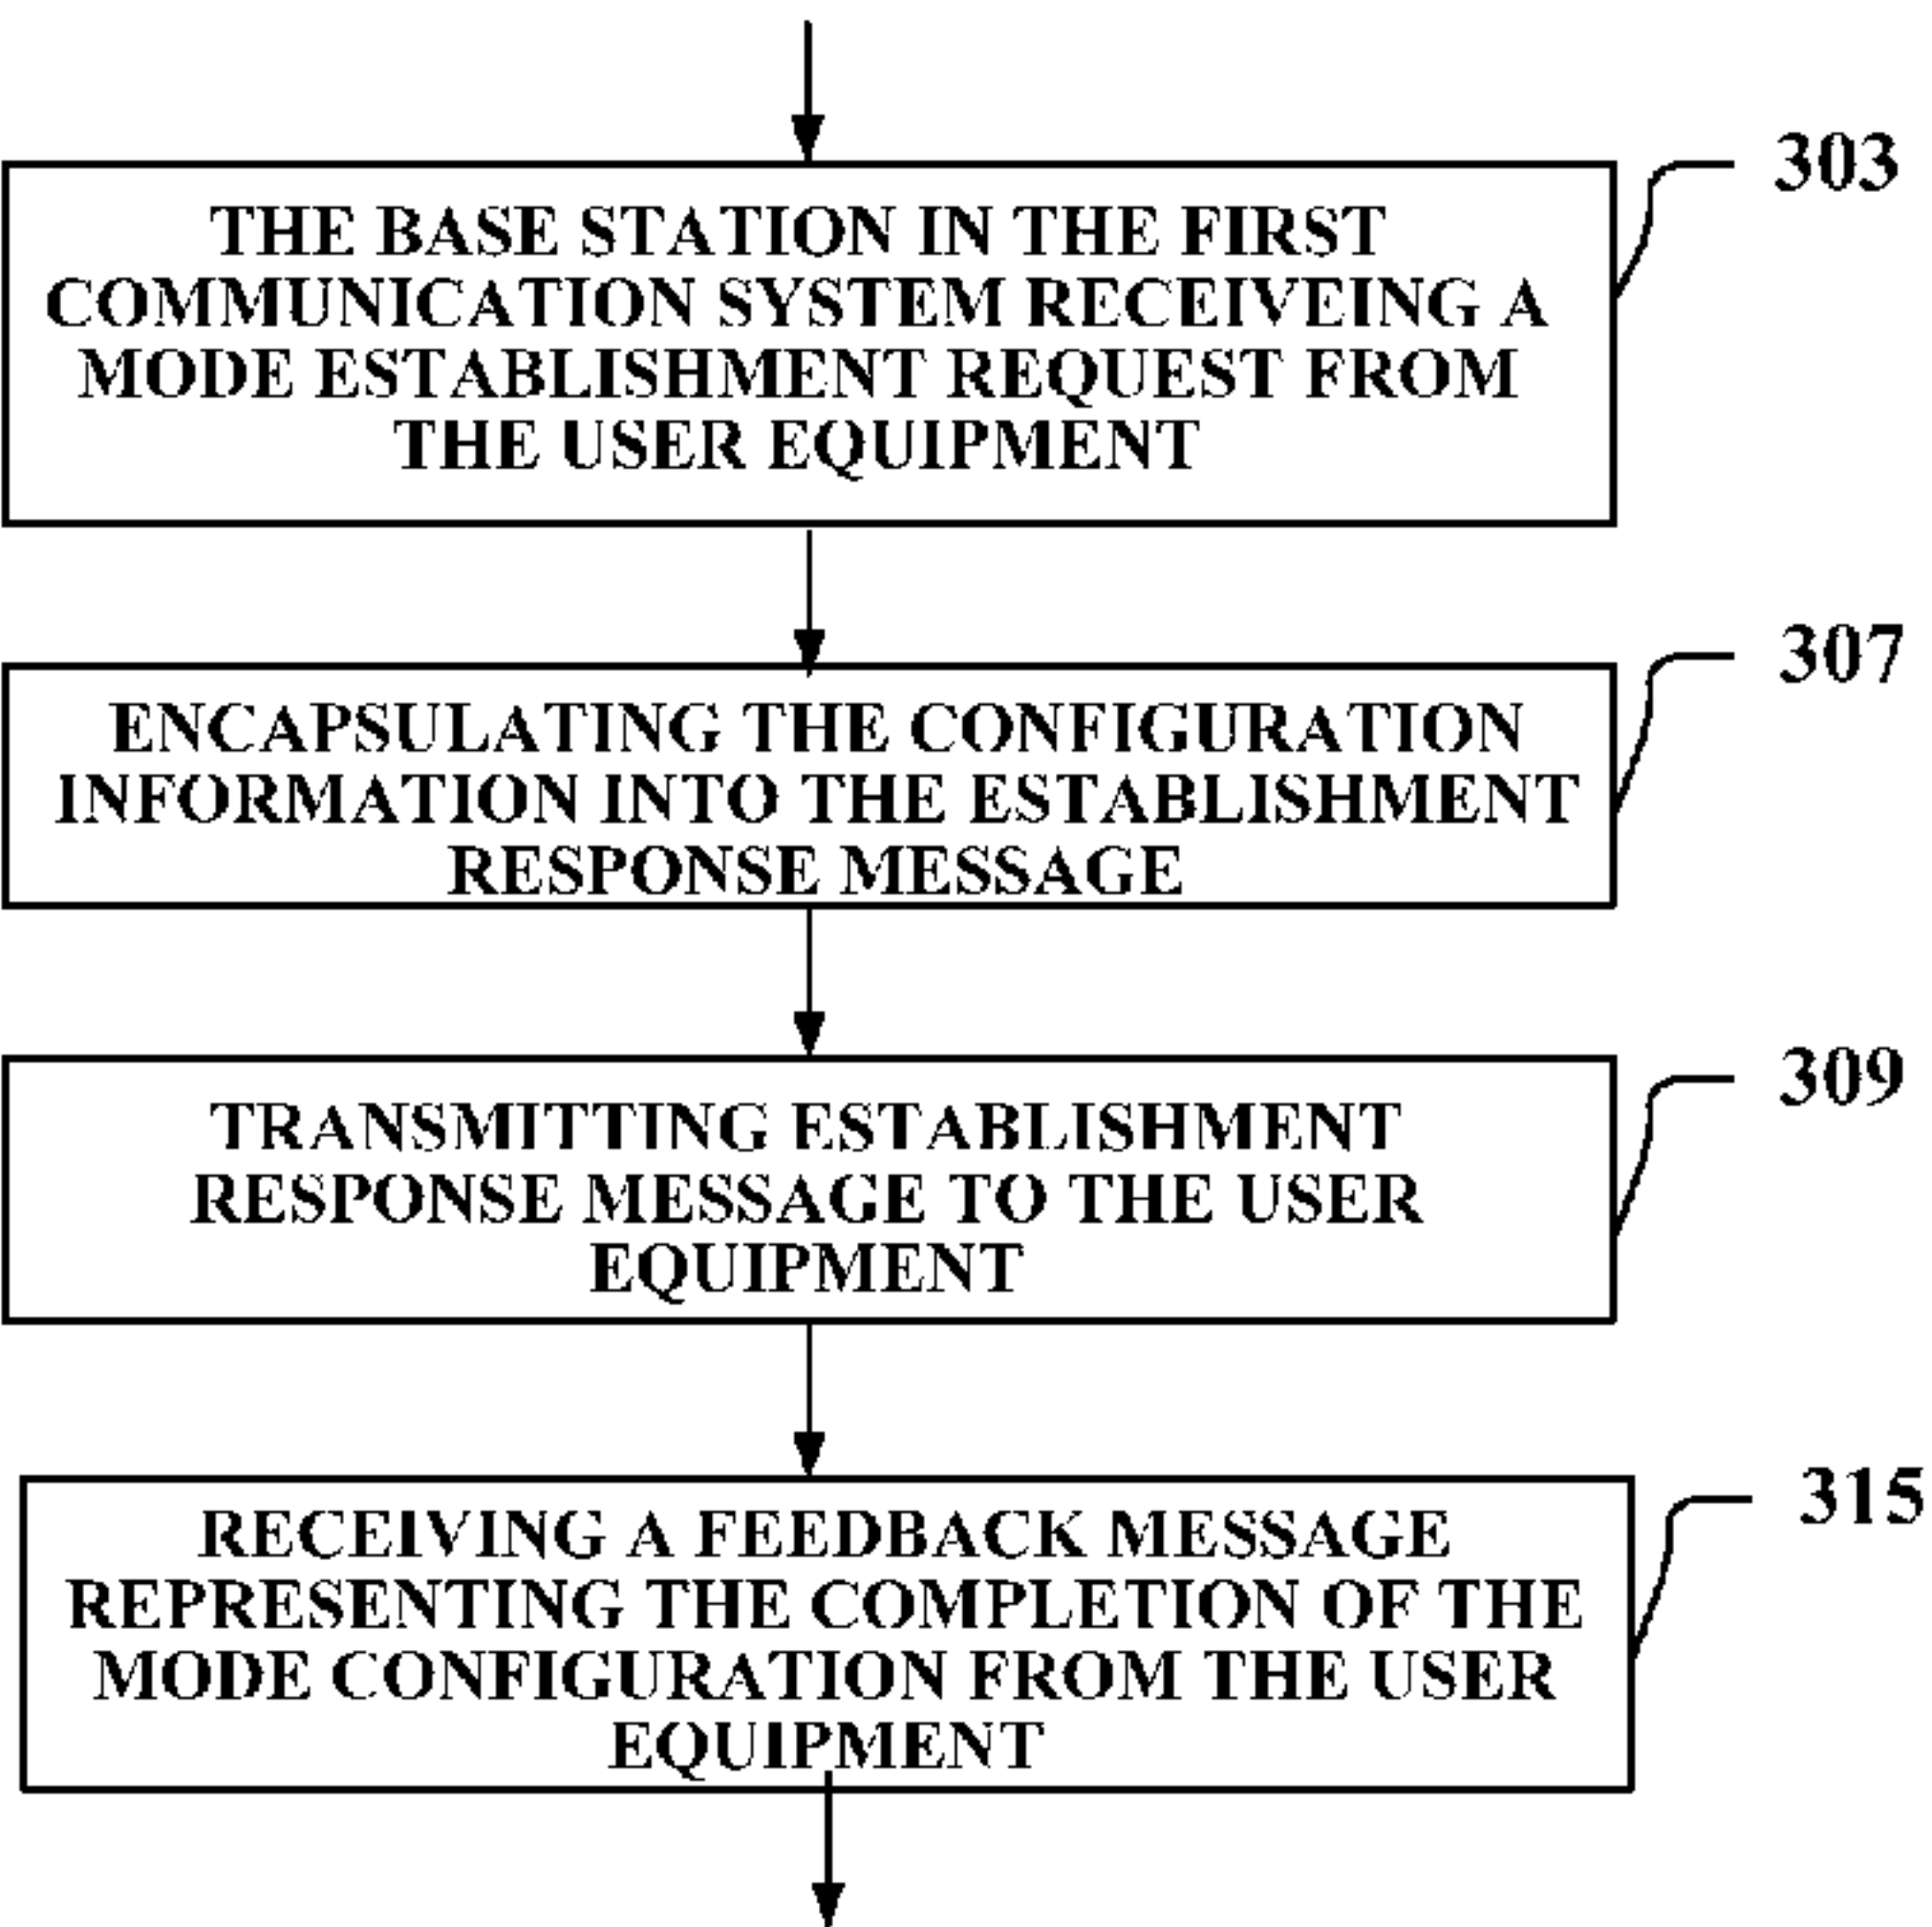 303
THE BASE STATION IN THE FIRST
COMMUNICATION SYSTEM RECEIVEING A
MODE ESTABLISHMENT REQUEST FROM
THE USER EQUIPMENT
307
ENCAPSULATING THE CONFIGURATION
INFORMATION INTO THE ESTABLISHMENT
RESPONSE MESSAGE
309
TRANSMITTING ESTABLISHMENT
RESPONSE MESSAGE TO THE USER
EQUIPMENT
315
RECEIVING A FEEDBACK MESSAGE
REPRESENTING THE COMPLETION OF THE
MODE CONFIGURATION FROM THE USER
EQUIPMENT